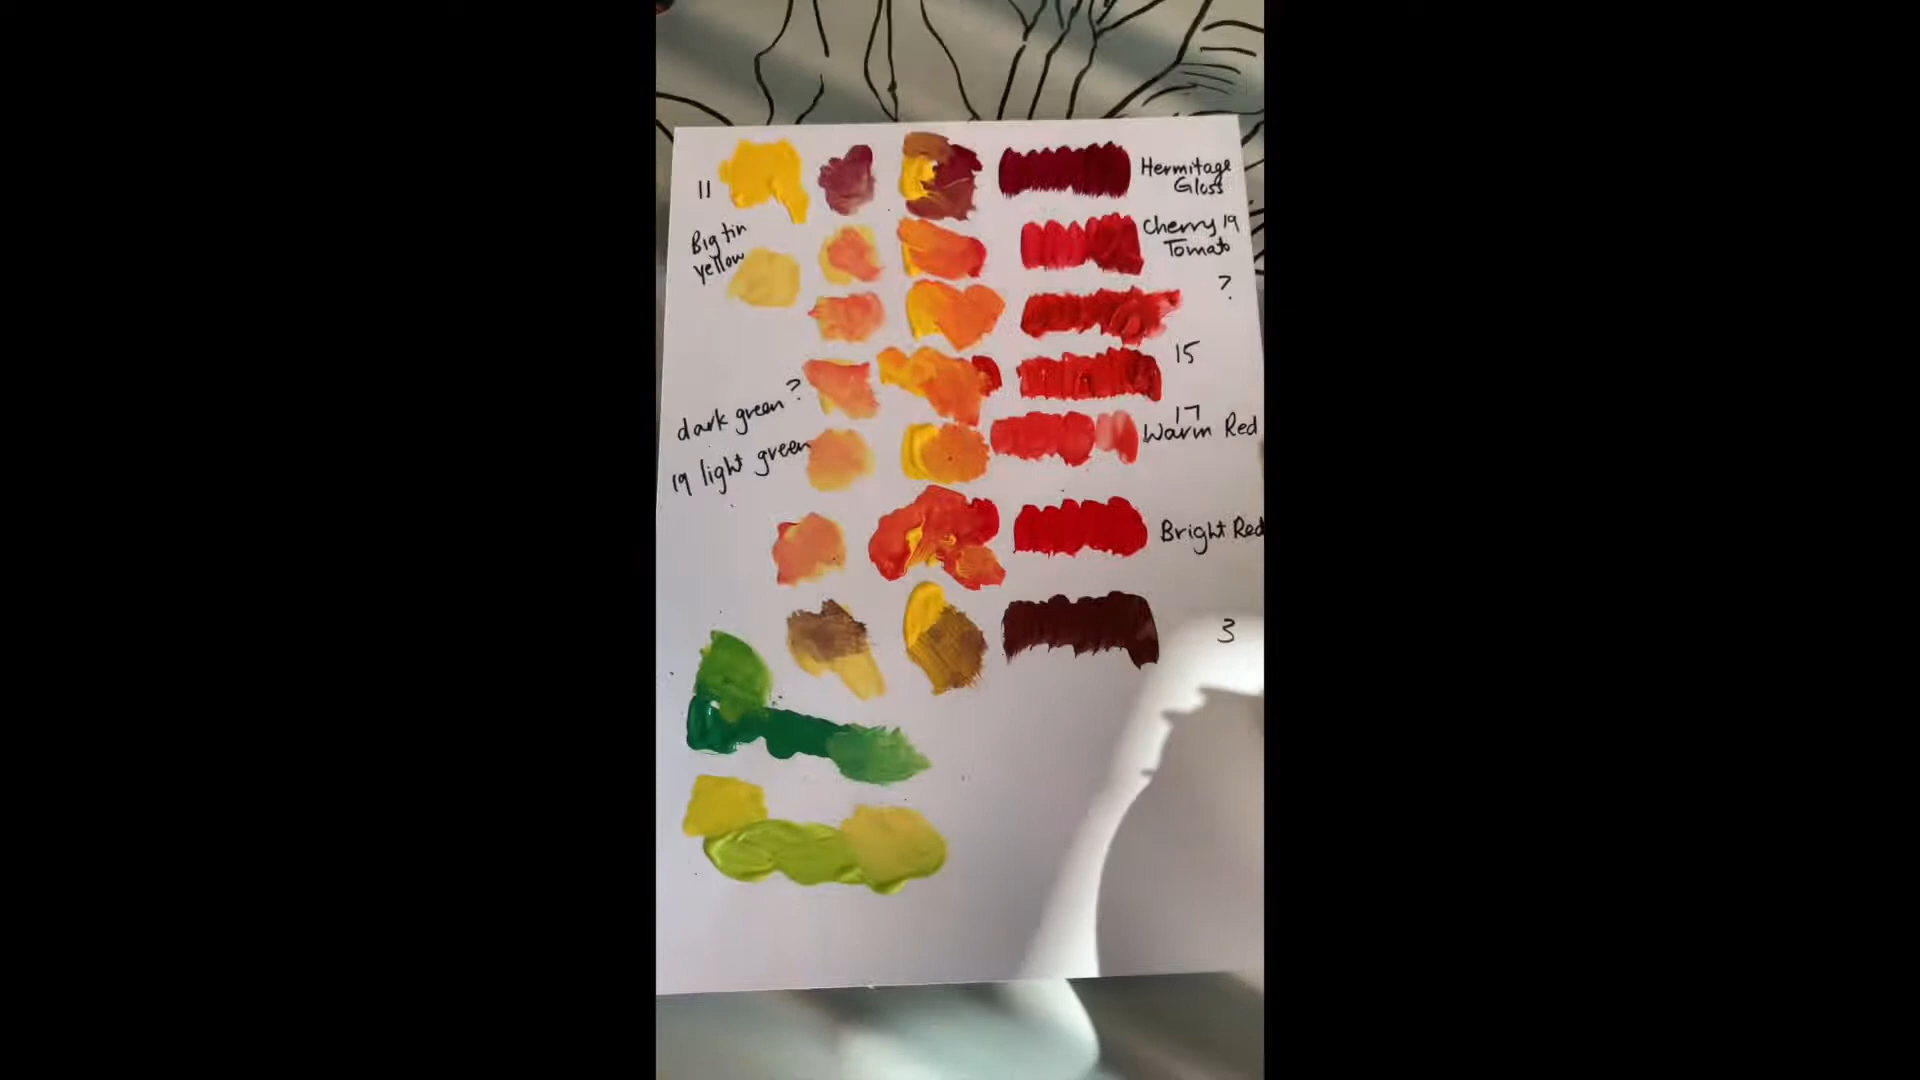 11
Hermitage
Gloss
Big tin
yellow
Cherry 19
Tomato
?
15
dark green ?
17
Warm Red
19 light green
Bright Red
3